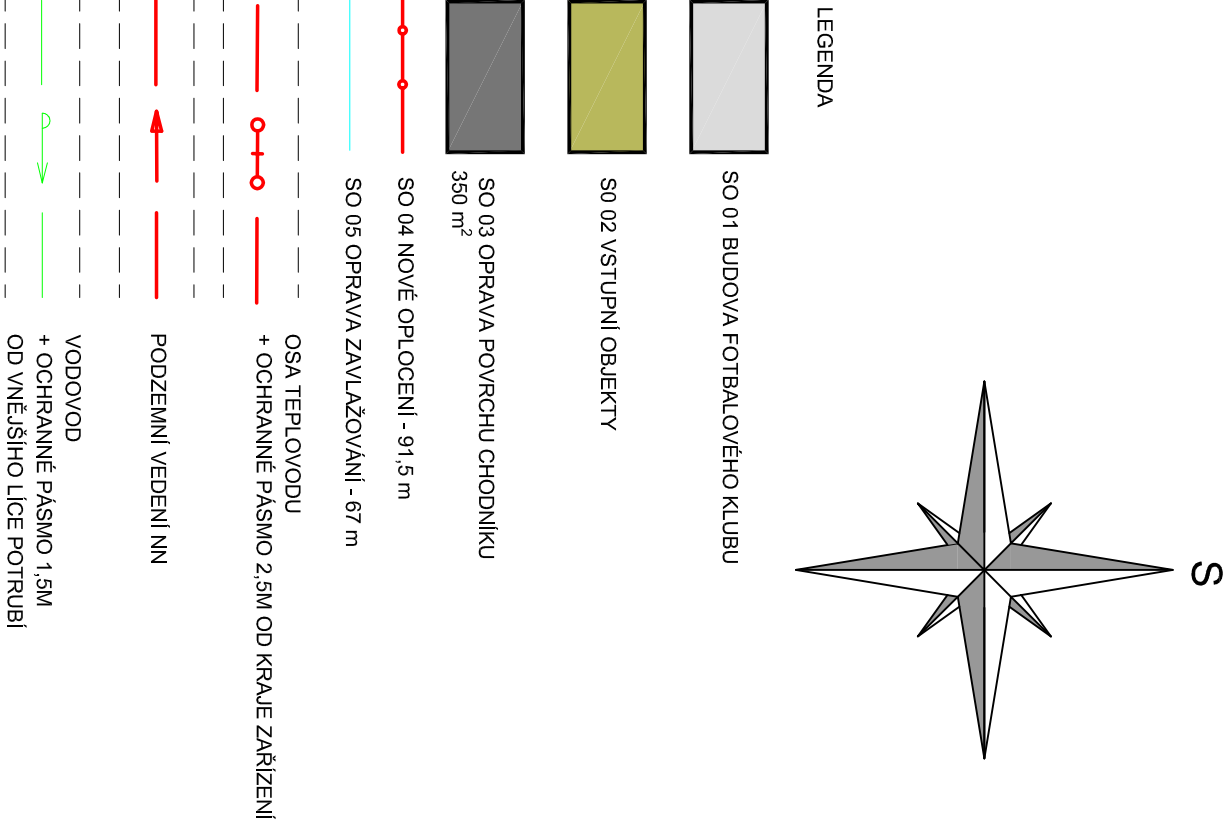 S
LEGENDA
SO 01 BUDOVA FOTBALOVÉHO KLUBU
S0 02 VSTUPNÍ OBJEKTY
SO 03 OPRAVA POVRCHU CHODNÍKU
350 m²
SO 04 NOVÉ OPLOCENÍ - 91,5 m
SO 05 OPRAVA ZAVLAŽOVÁNÍ - 67 m
OSA TEPLOVODU
+ OCHRANNÉ PÁSMO 2,5M OD KRAJE ZAŘÍZENÍ
PODZEMNÍ VEDENÍ NN
VODOVOD
+ OCHRANNÉ PÁSMO 1,5M
OD VNĚJŠÍHO LÍCE POTRUBÍ